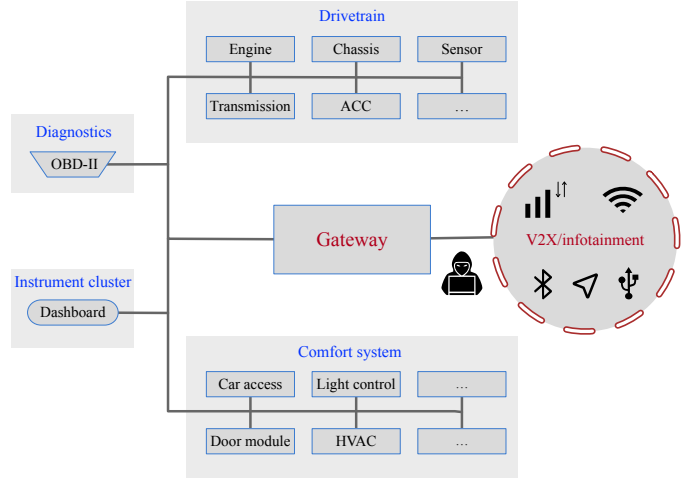 Drivetrain
Engine
Chassis
Sensor
Transmission
ACC
...
Diagnostics
OBD-II
Gateway
V2X/infotainment
Instrument cluster
Dashboard
Comfort system
Car access
Light control
...
Door module
HVAC
...